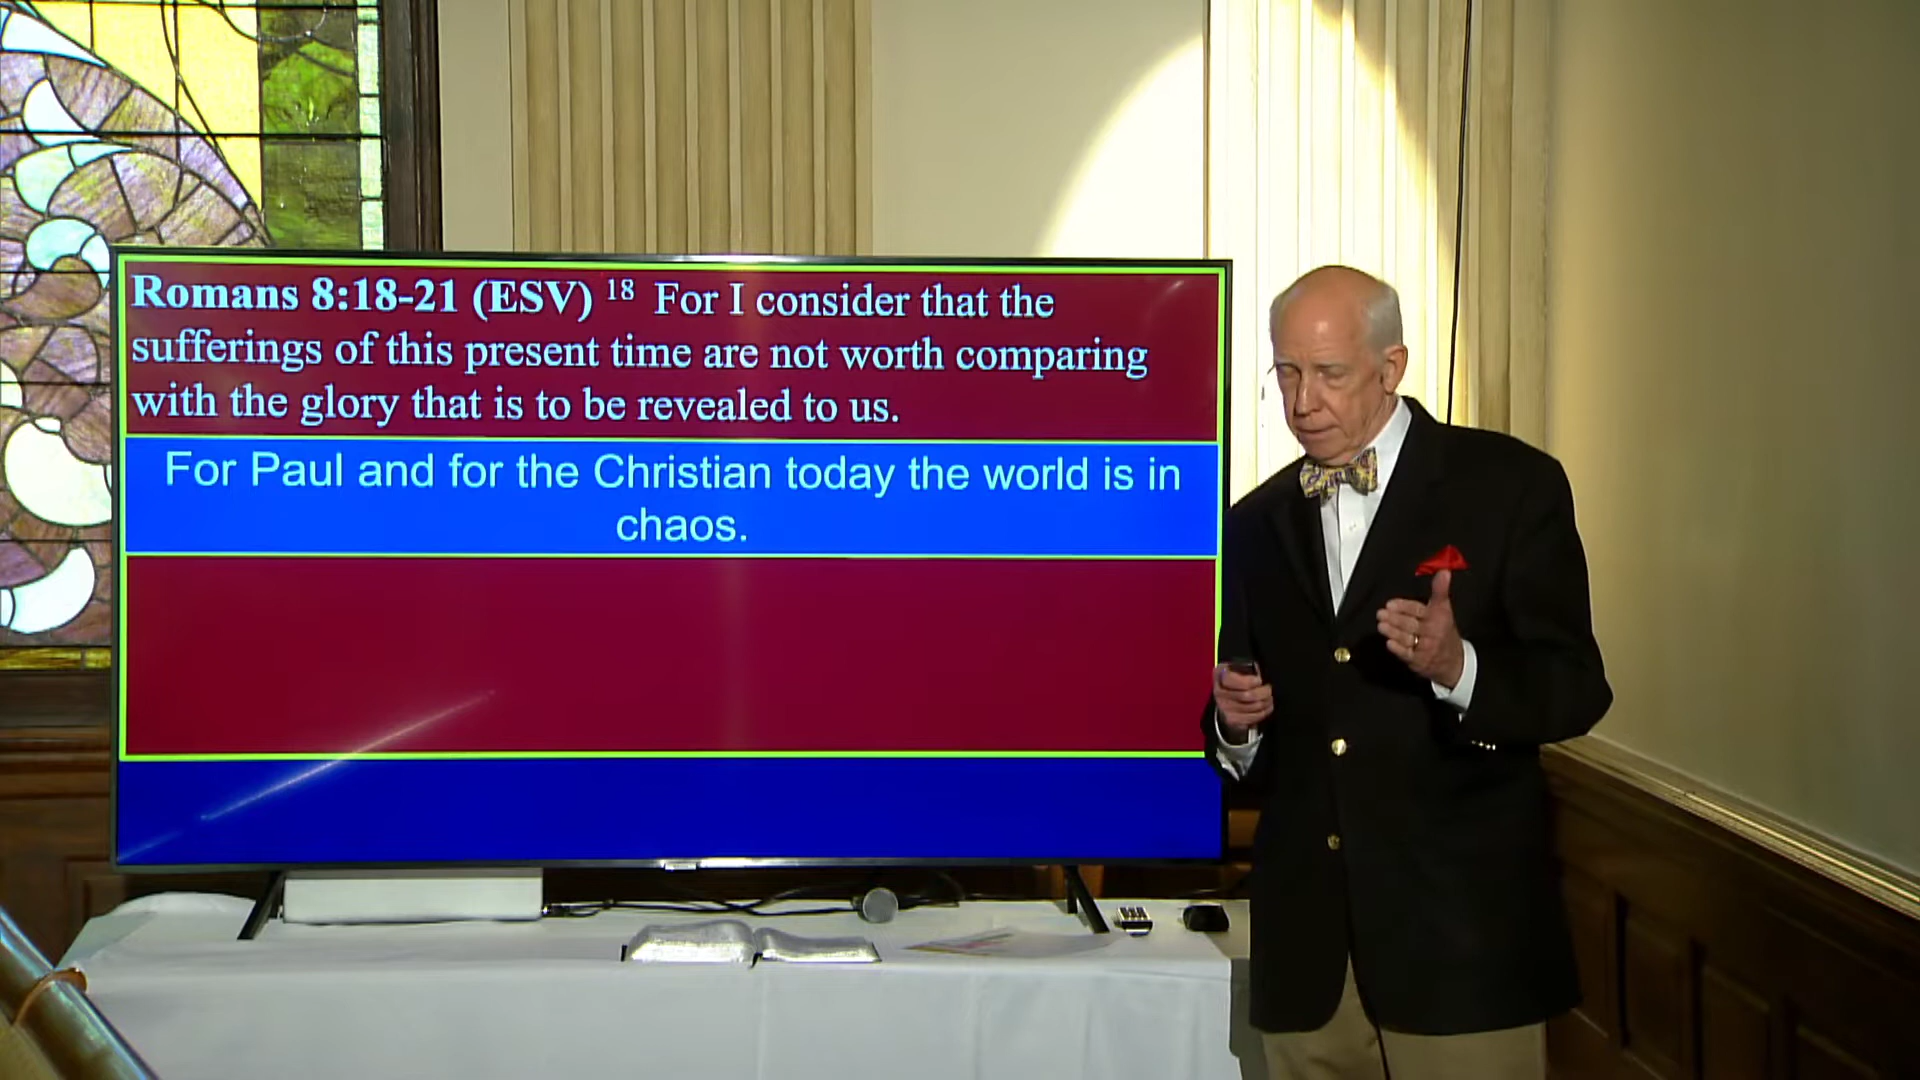 Romans 8:18-21 (ESV) 18 For I consider that the
sufferings of this present time are not worth comparing
with the glory that is to be revealed to us.
For Paul and for the Christian today the world is in
chaos.